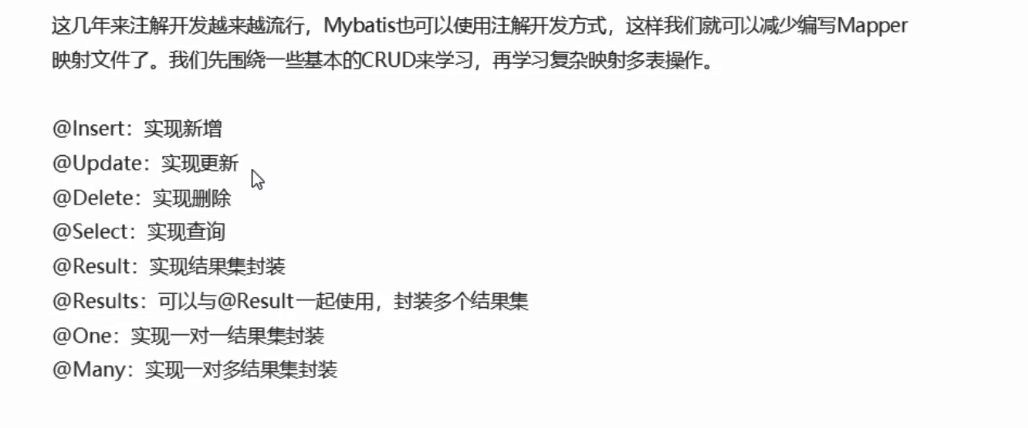 这几年来注解开发越来越流行，Mybatis也可以使用注解开发方式，这样我们就可以减少编写Mapper
映射文件了。我们先围绕一些基本的CRUD来学习，再学习复杂映射多表操作。
@Insert：实现新增
@Update：实现更新
@Delete：实现删除
@Select：实现查询
@Result：实现结果集封装
@Results：可以与@Result一起使用，封装多个结果集
@One：实现一对一结果集封装
@Many：实现一对多结果集封装